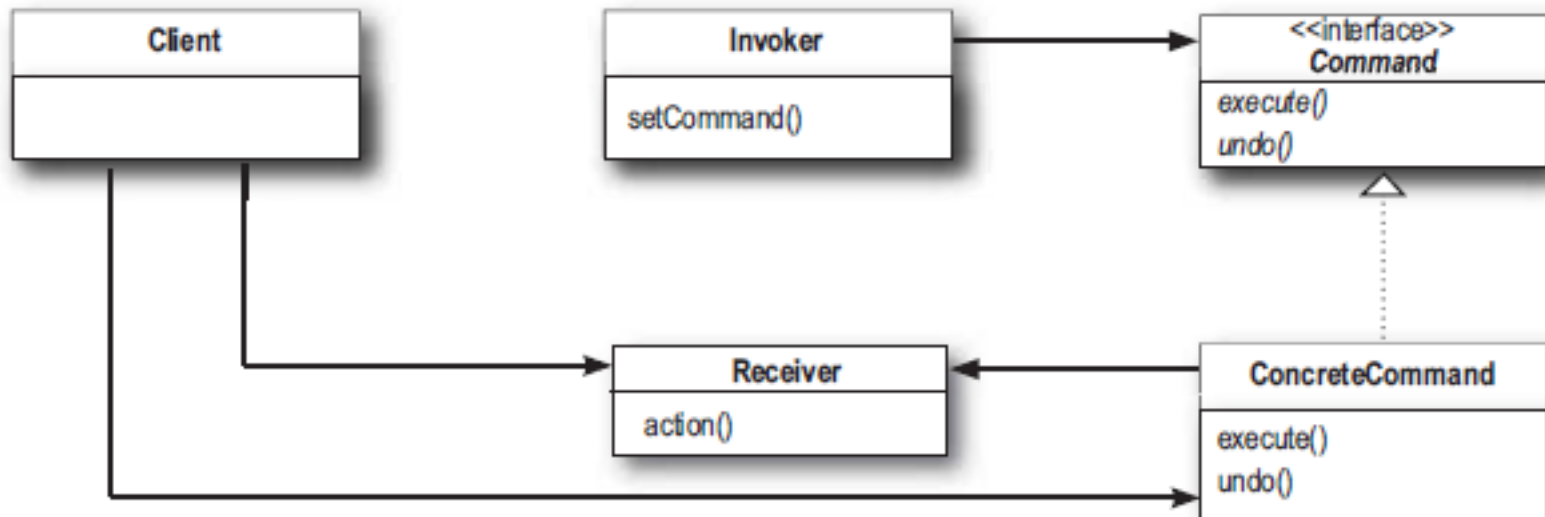 Client
Invoker
setCommand()
<<interface>>
Command
execute()
undo()
Receiver
action()
ConcreteCommand
execute()
undo()